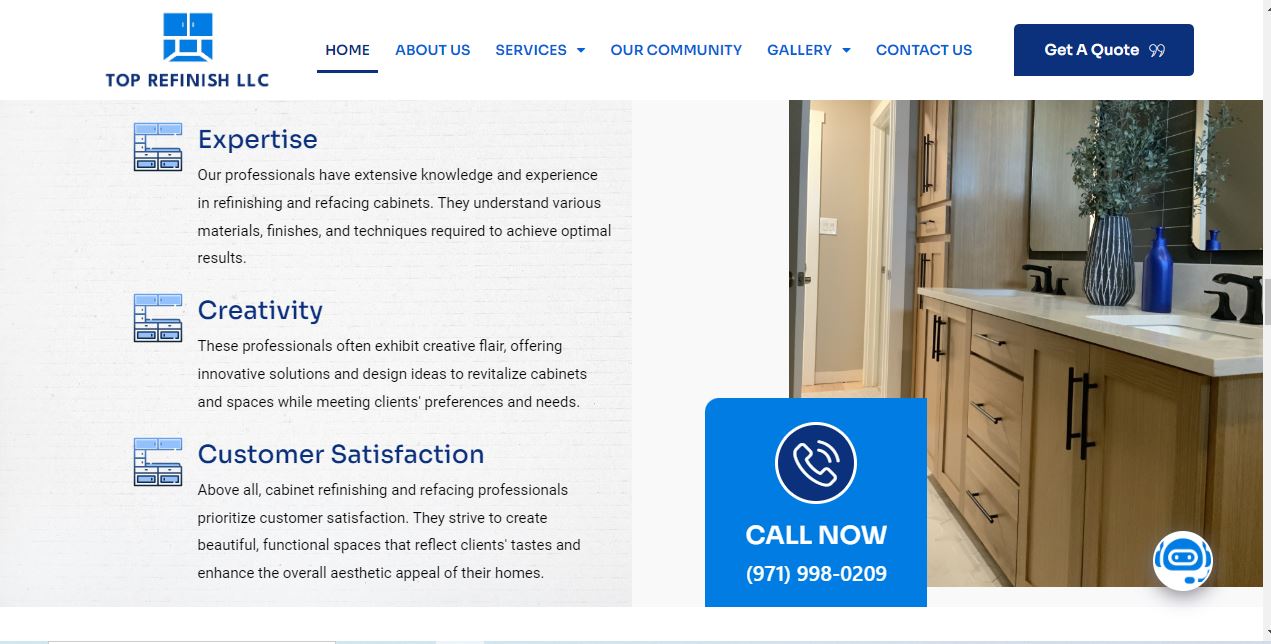 TOP REFINISH LLC
HOME
ABOUT US
SERVICES
OUR COMMUNITY
GALLERY
CONTACT US
Get A Quote
Expertise
Our professionals have extensive knowledge and experience
in refinishing and refacing cabinets. They understand various
materials, finishes, and techniques required to achieve optimal
results.
Creativity
These professionals often exhibit creative flair, offering
innovative solutions and design ideas to revitalize cabinets
and spaces while meeting clients' preferences and needs.
Customer Satisfaction
Above all, cabinet refinishing and refacing professionals
prioritize customer satisfaction. They strive to create
beautiful, functional spaces that reflect clients' tastes and
enhance the overall aesthetic appeal of their homes.
CALL NOW
(971) 998-0209